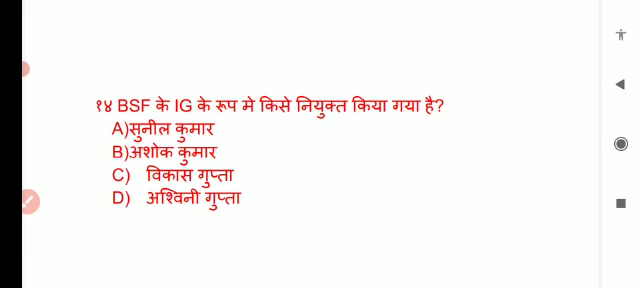 १४ BSF के IG के रूप मे किसे नियुक्त किया गया है?
A)सुनील कुमार
B)अशोक कुमार
C) विकास गुप्ता
D) अश्विनी गुप्ता